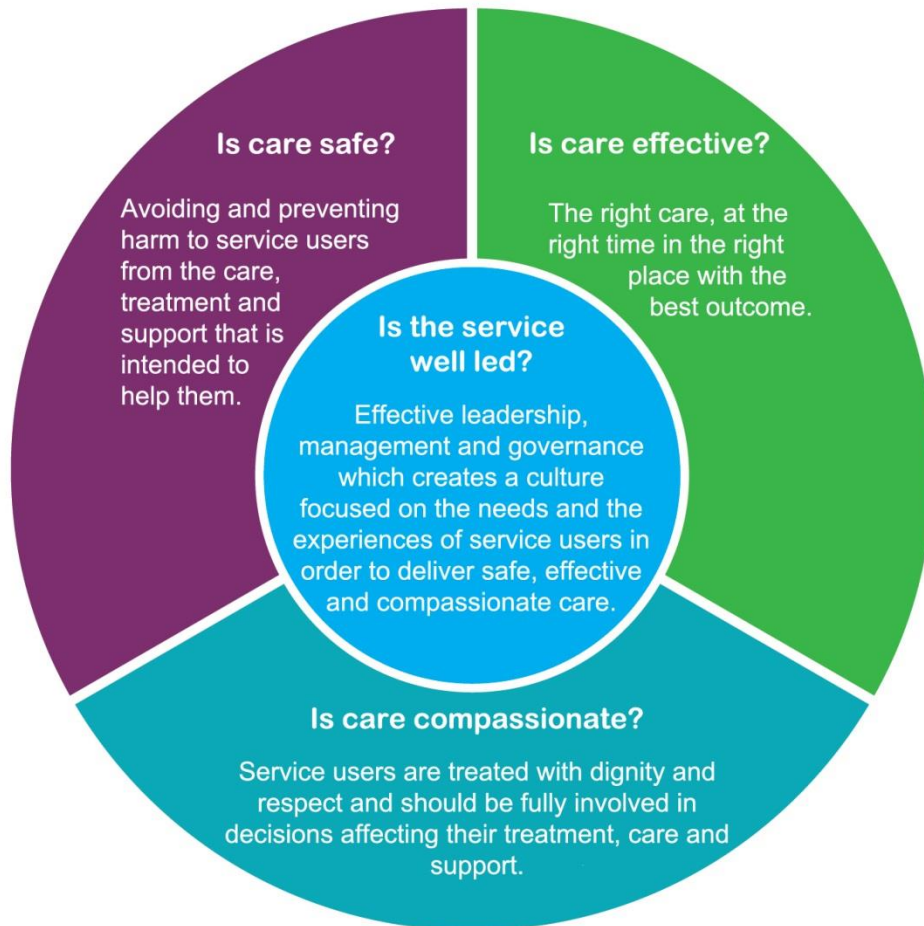 Is care safe?
Avoiding and preventing
harm to service users
from the care,
treatment and
support that is
intended to
help them.
Is care effective?
The right care, at the
right time in the right
place with the
best outcome.
Is the service
well led?
Effective leadership,
management and governance
which creates a culture
focused on the needs and the
experiences of service users in
order to deliver safe, effective
and compassionate care.
Is care compassionate?
Service users are treated with dignity and
respect and should be fully involved in
decisions affecting their treatment, care and
support.